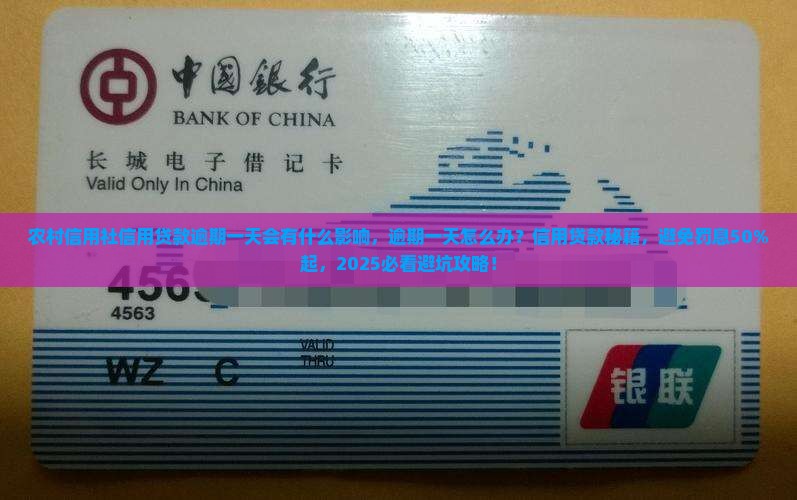 中國銀行
BANK OF CHINA
长城电子借记卡
Valid Only In China
农村信用社信用贷款逾期一天会有什么影响，逾期一天怎么办？信用贷款秘籍，避免罚息50%
起，2025必看避坑攻略！
4563
4563
VALID
THRU
WZ C
银联